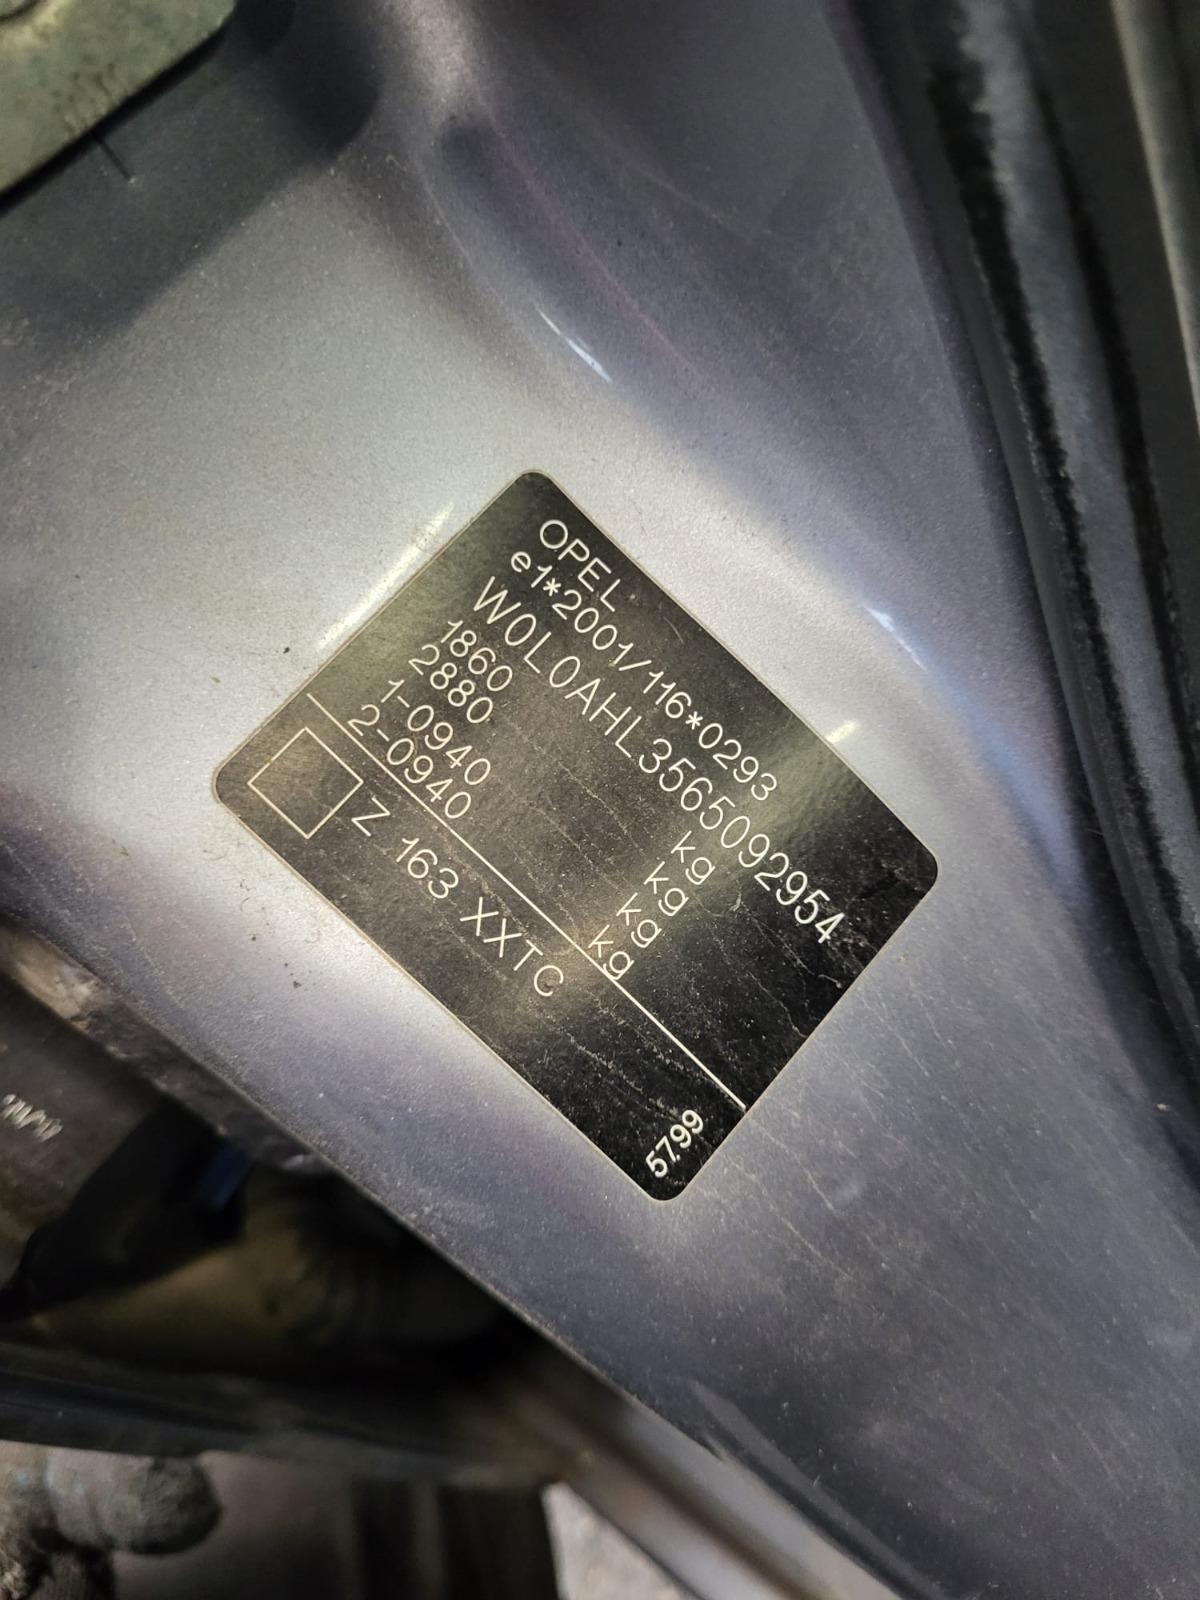 OPEL
e1*2001/116*0293
W0L0AHL3565092954
1860 kg
2880 kg
1-0940 kg
2-0940 kg
Z 163 XXTC
5799